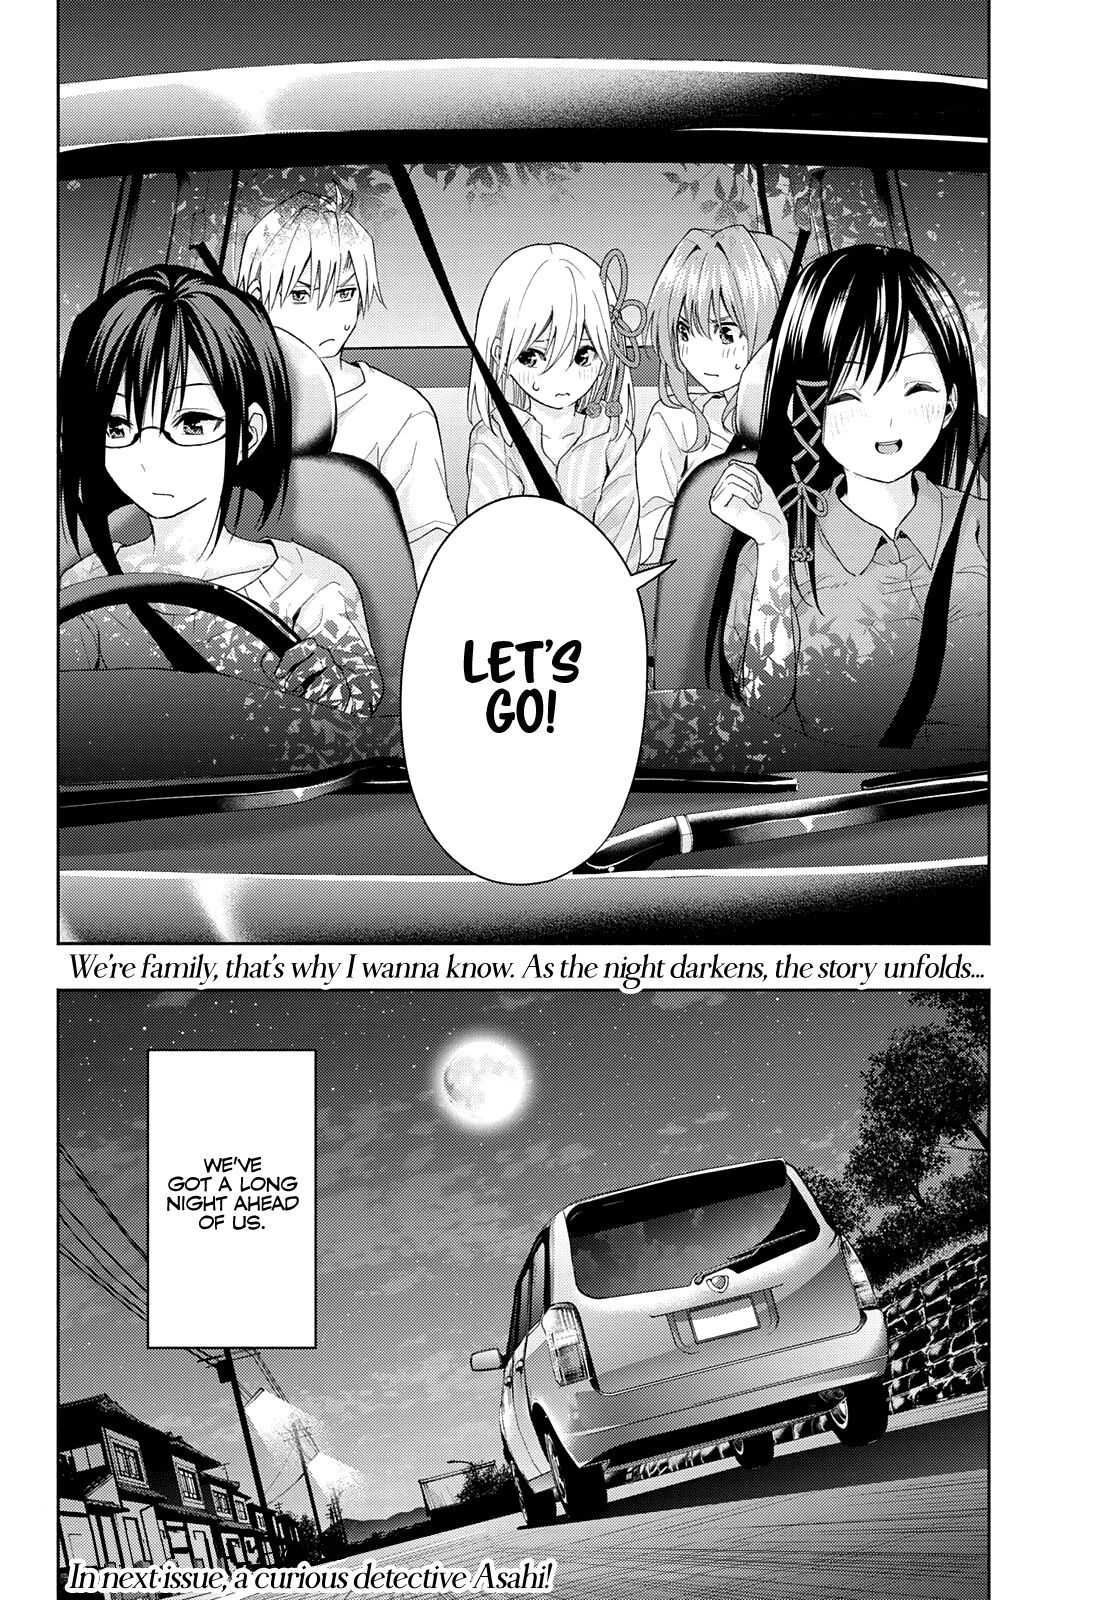 LET'S
GO!
We're family, that's why I wanna know. As the night darkens, the story unfolds...
WE'VE
GOT A LONG
NIGHT AHEAD
OF US.
In next issue, a curious detective Asahi!